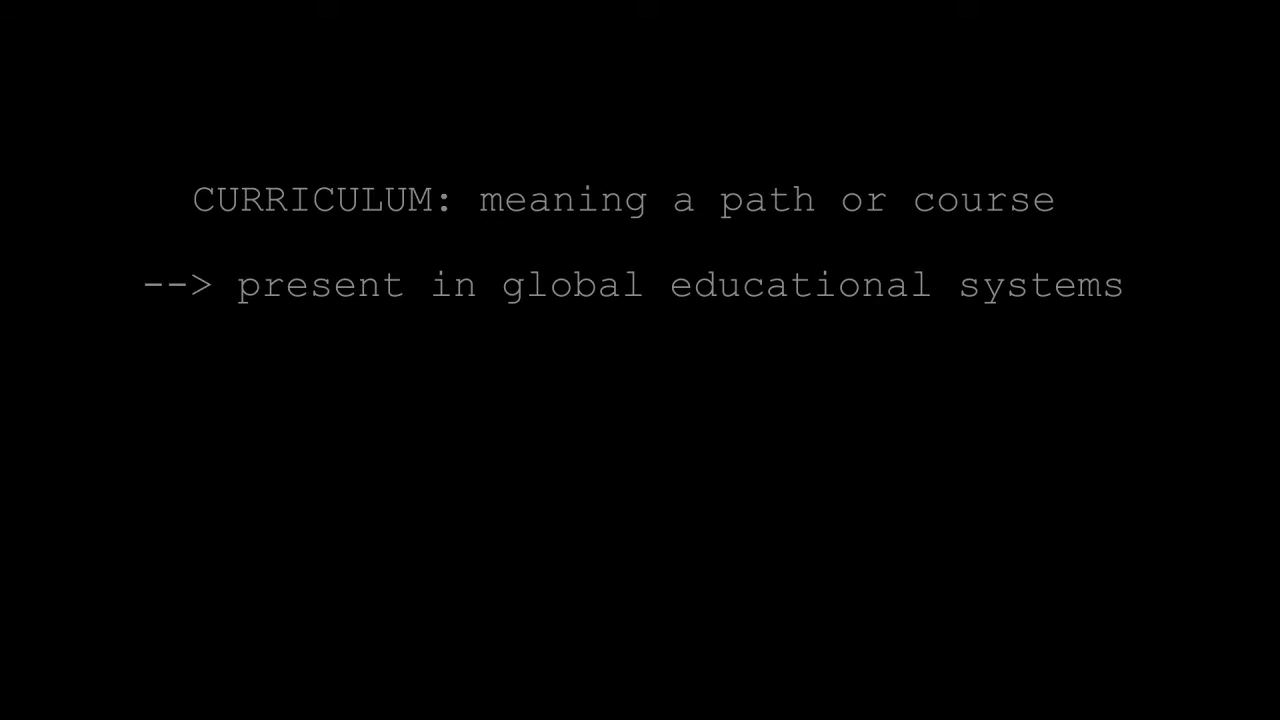 CURRICULUM: meaning a path or course
--> present in global educational systems